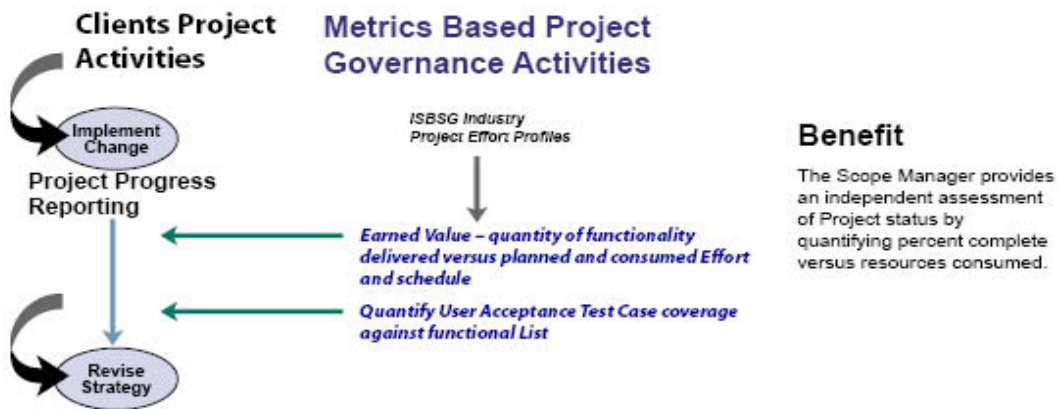 Clients Project
Activities
Metrics Based Project
Governance Activities
Implement
Change
ISBSG Industry
Project Effort Profiles
Project Progress
Reporting
Earned Value – quantity of functionality
delivered versus planned and consumed Effort
and schedule
Quantify User Acceptance Test Case coverage
against functional List
Revise
Strategy
Benefit
The Scope Manager provides
an independent assessment
of Project status by
quantifying percent complete
versus resources consumed.